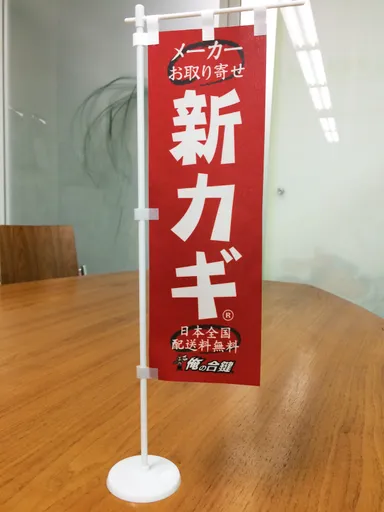 メーカー
お取り寄せ
新カギ®
日本全国
配送料無料
俺の合鍵